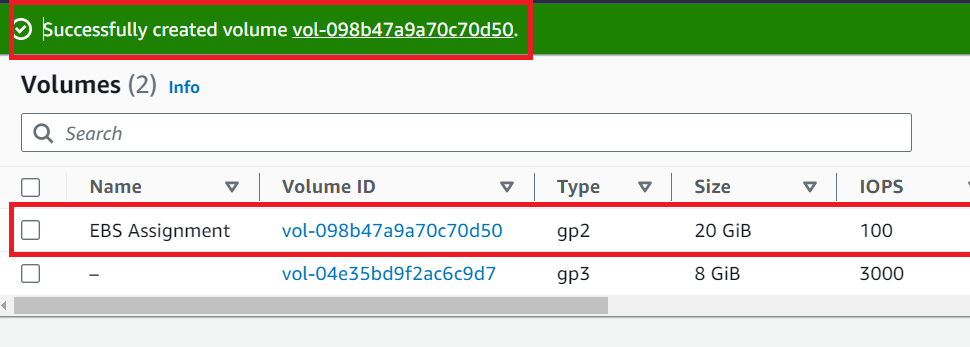 Successfully created volume vol-098b47a9a70c70d50.
Volumes (2) Info
Search
Name Volume ID Type Size IOPS
EBS Assignment vol-098b47a9a70c70d50 gp2 20 GiB 100
– vol-04e35bd9f2ac6c9d7 gp3 8 GiB 3000